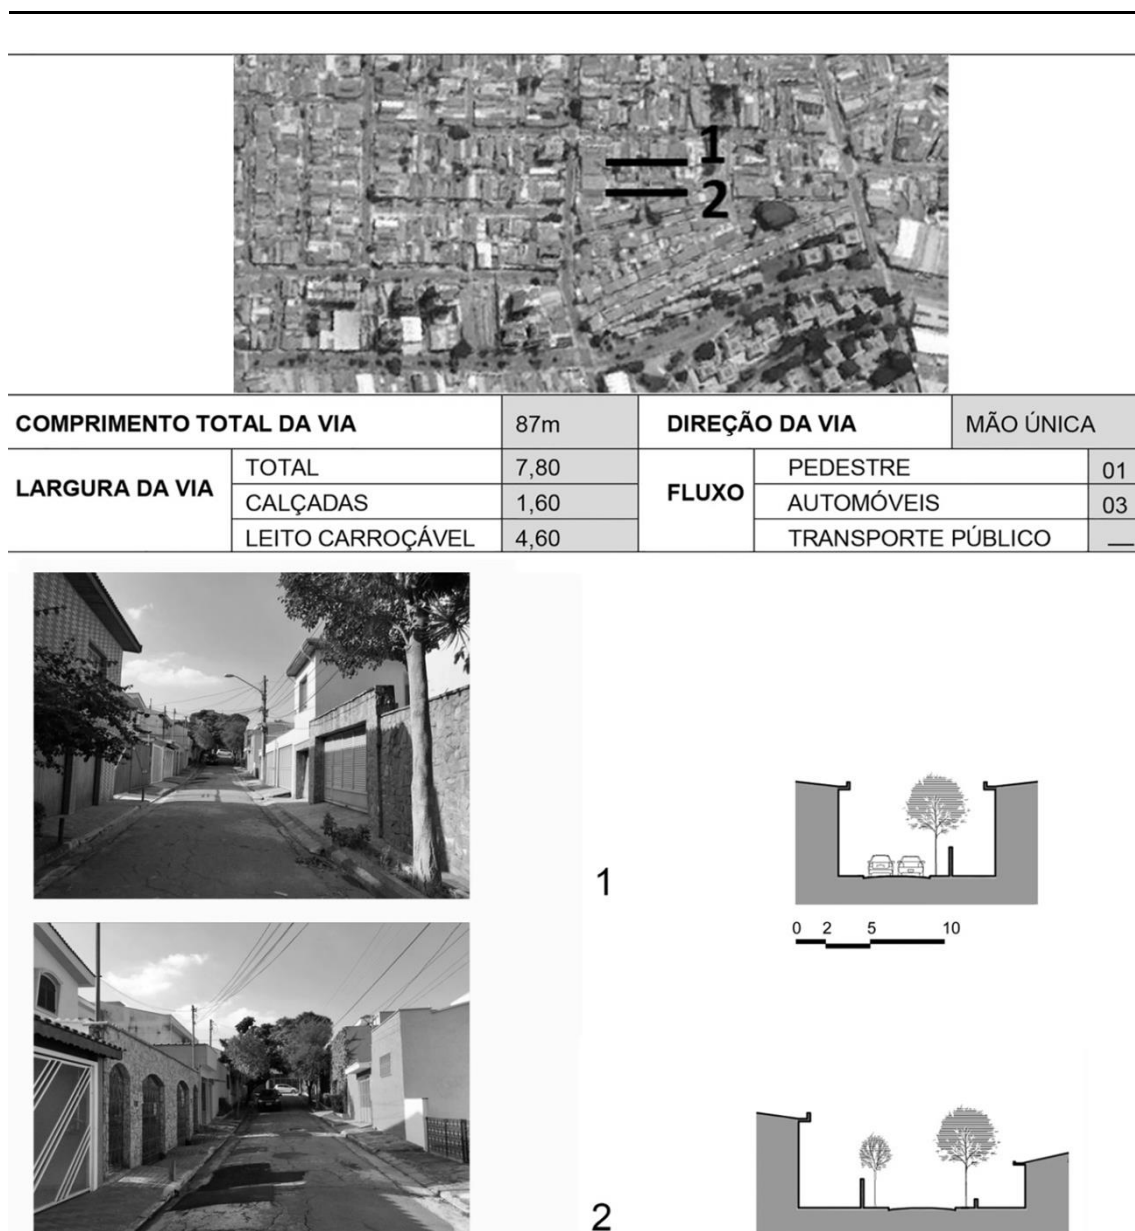 1
2
COMPRIMENTO TOTAL DA VIA 87m DIREÇÃO DA VIA MÃO ÚNICA
LARGURA DA VIA TOTAL 7,80 FLUXO PEDESTRE 01
CALÇADAS 1,60 AUTOMÓVEIS 03
LEITO CARROÇÁVEL 4,60 TRANSPORTE PÚBLICO —
1
0 2 5 10
2